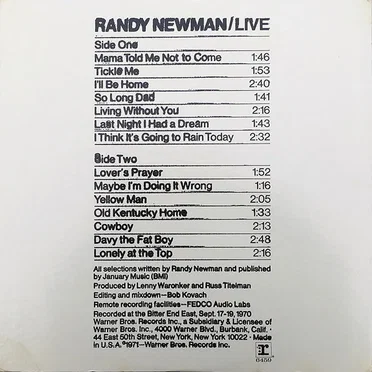 RANDY NEWMAN/LIVE
Side One
Mama Told Me Not to Come 1:46
Tickle Me 1:53
I'll Be Home 2:40
So Long Dad 1:41
Living Without You 2:16
Last Night I Had a Dream 1:43
I Think It's Going to Rain Today 2:32
Side Two
Lover's Prayer 1:52
Maybe I'm Doing It Wrong 1:16
Yellow Man 2:05
Old Kentucky Home 1:33
Cowboy 2:13
Davy the Fat Boy 2:48
Lonely at the Top 2:16
All selections written by Randy Newman and published
by January Music (BMI)
Produced by Lenny Waronker and Russ Titelman
Editing and mixdown—Bob Kovach
Remote recording facilities—FEDCO Audio Labs
Recorded at the Bitter End East, Sept. 17-19, 1970
Warner Bros. Records Inc., a Subsidiary & Licensee of
Warner Bros. Inc., 4000 Warner Blvd., Burbank, Calif. ·
44 East 50th Street, New York, New York 10022 · Made
in U.S.A. ©1971—Warner Bros. Records Inc.
r
6459